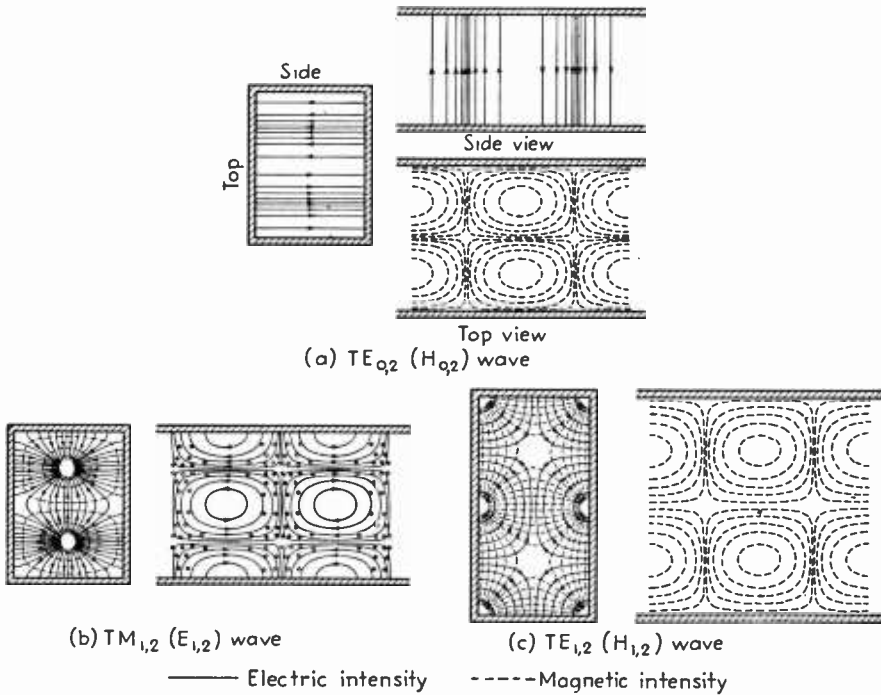 Side
Top
Side view
Top view
(a) TE0,2 (H0,2) wave
(b) TM1,2 (E1,2) wave
(c) TE1,2 (H1,2) wave
Electric intensity
Magnetic intensity